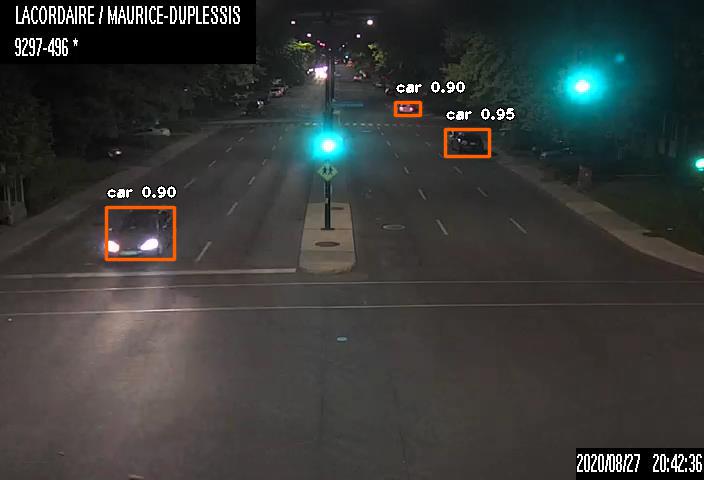 LACORDAIRE / MAURICE-DUPLESSIS
9297-496 *
car 0.90
car 0.95
car 0.90
2020/08/27 20:42:36